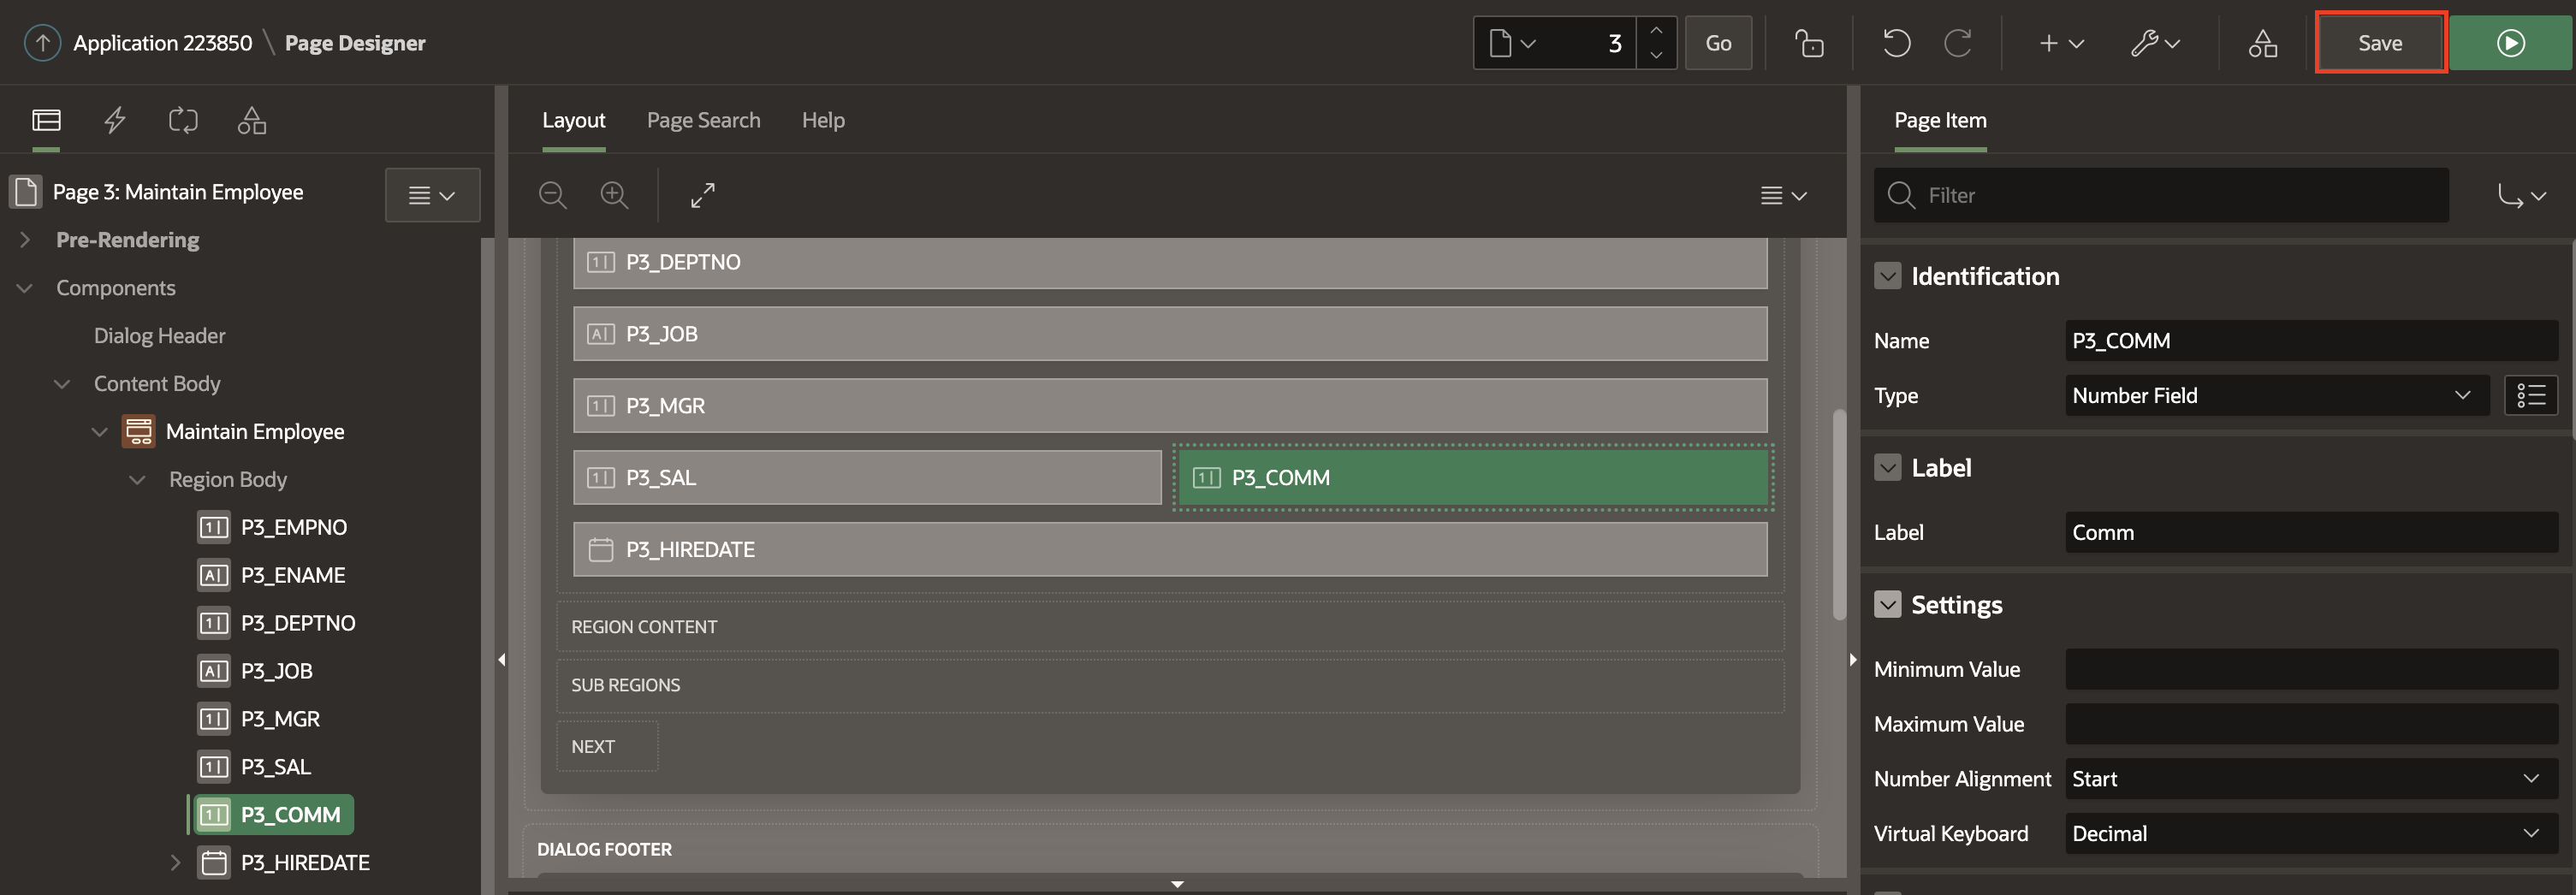 Application 223850 \ Page Designer
3
Go
Save
Layout
Page Search
Help
Page Item
Page 3: Maintain Employee
Pre-Rendering
Components
Dialog Header
Content Body
Maintain Employee
Region Body
P3_EMPNO
P3_ENAME
P3_DEPTNO
P3_JOB
P3_MGR
P3_SAL
P3_COMM
P3_HIREDATE
P3_DEPTNO
P3_JOB
P3_MGR
P3_SAL
P3_COMM
P3_HIREDATE
REGION CONTENT
SUB REGIONS
NEXT
DIALOG FOOTER
Filter
Identification
Name
P3_COMM
Type
Number Field
Label
Label
Comm
Settings
Minimum Value
Maximum Value
Number Alignment
Start
Virtual Keyboard
Decimal